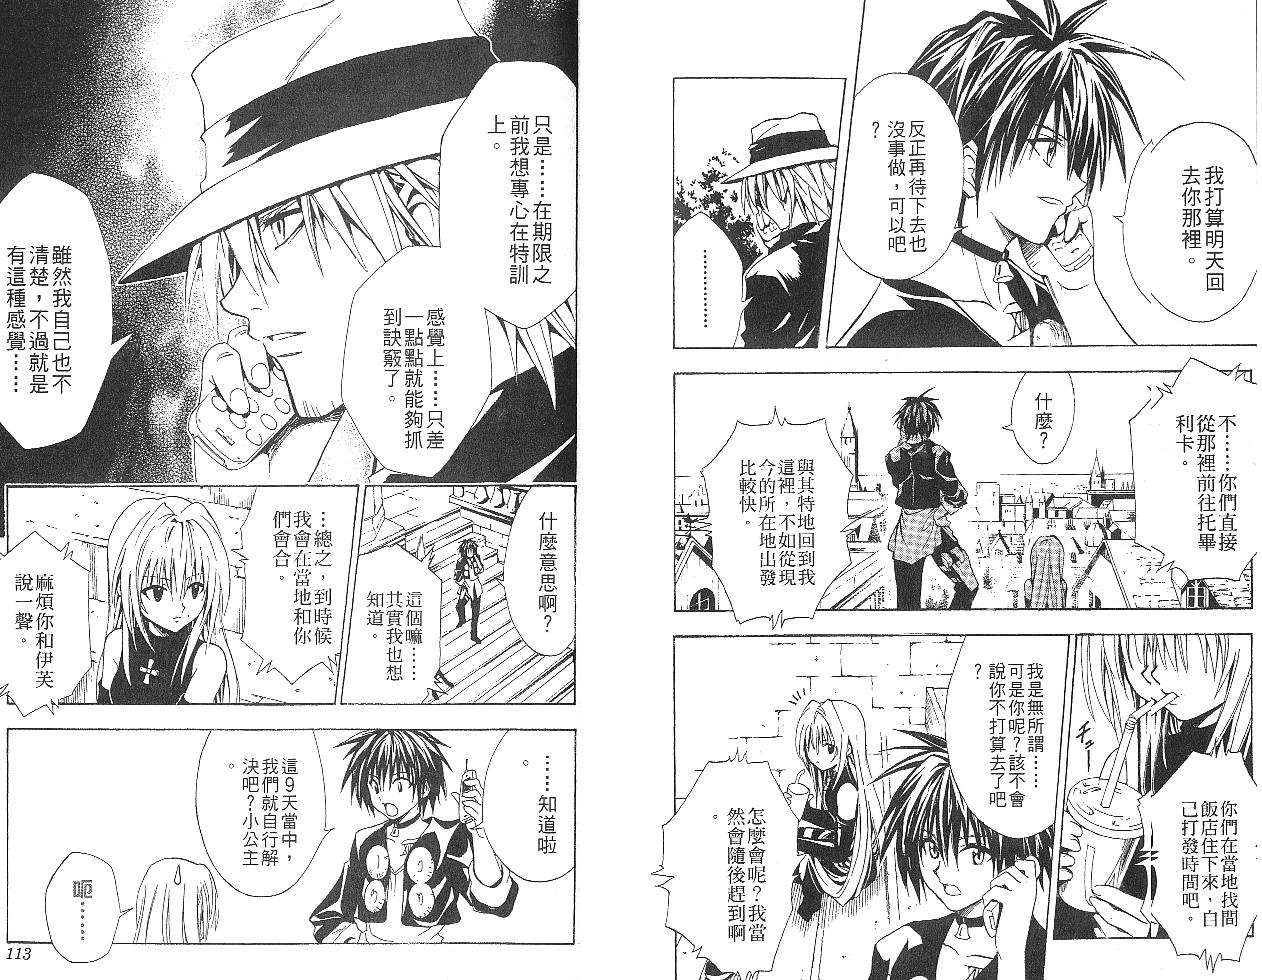 我打算明天回
去你那裡。
反正再待下去也
沒事做，可以吧
？
………………
不……你們直接
從那裡前往托畢
利卡。
什麼？
與其特地回到我
這裡，不如從現
今的所在地出發
比較快。
你們在當地找間
飯店住下來，自
己打發時間吧。
我是無所謂……
可是你呢？該不會
說你不打算去了吧
？
怎麼會呢？我當
然會隨後趕到啊
。
只是……在期限之
前我想專心在特訓
上。
感覺上……只差
一點點就能夠抓
到訣竅了。
雖然我自己也不
清楚，不過就是
有這種感覺……
什麼意思啊？
這個嘛……
其實我也想
知道。
…總之，到時候
我會在當地和你
們會合。
麻煩你和伊芙
說一聲。
……知道啦
。
這9天當中，
我們就自行解
決吧？小公主
。
呃……
113